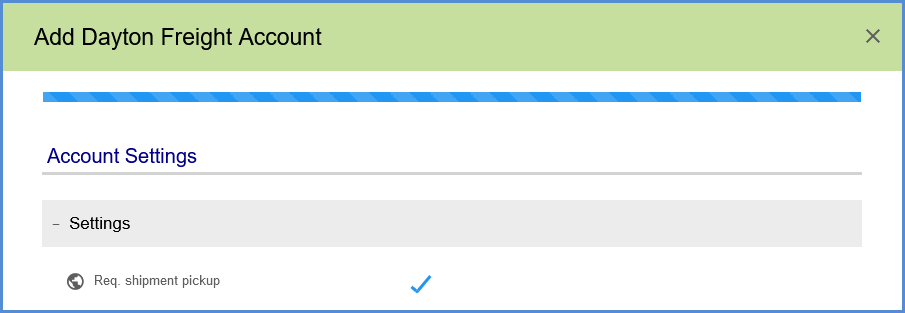 Add Dayton Freight Account
Account Settings
Settings
Req. shipment pickup